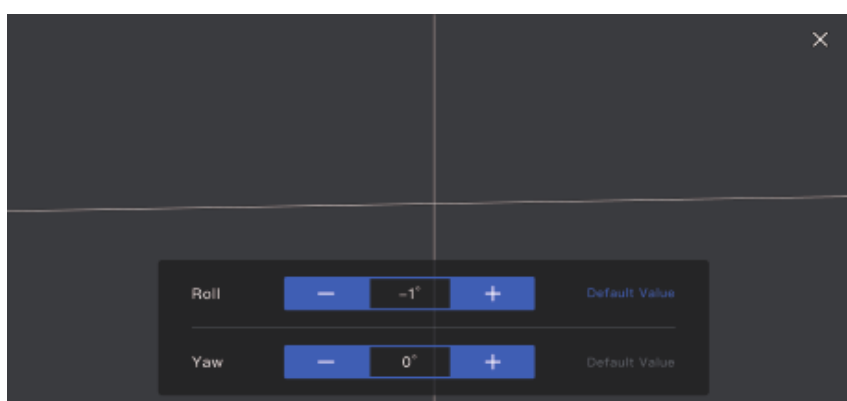 Roll − −1° + Default Value
Yaw − 0° + Default Value